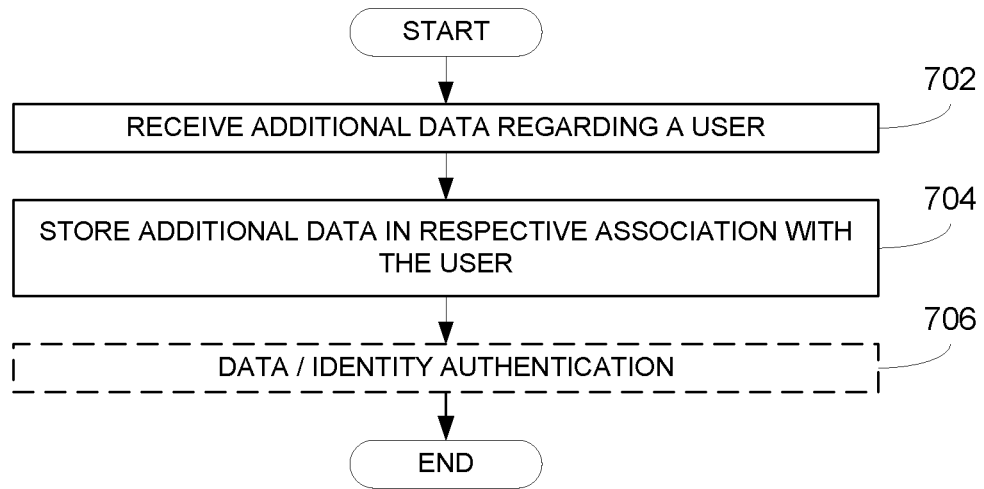 START
702
RECEIVE ADDITIONAL DATA REGARDING A USER
704
STORE ADDITIONAL DATA IN RESPECTIVE ASSOCIATION WITH
THE USER
706
DATA / IDENTITY AUTHENTICATION
END